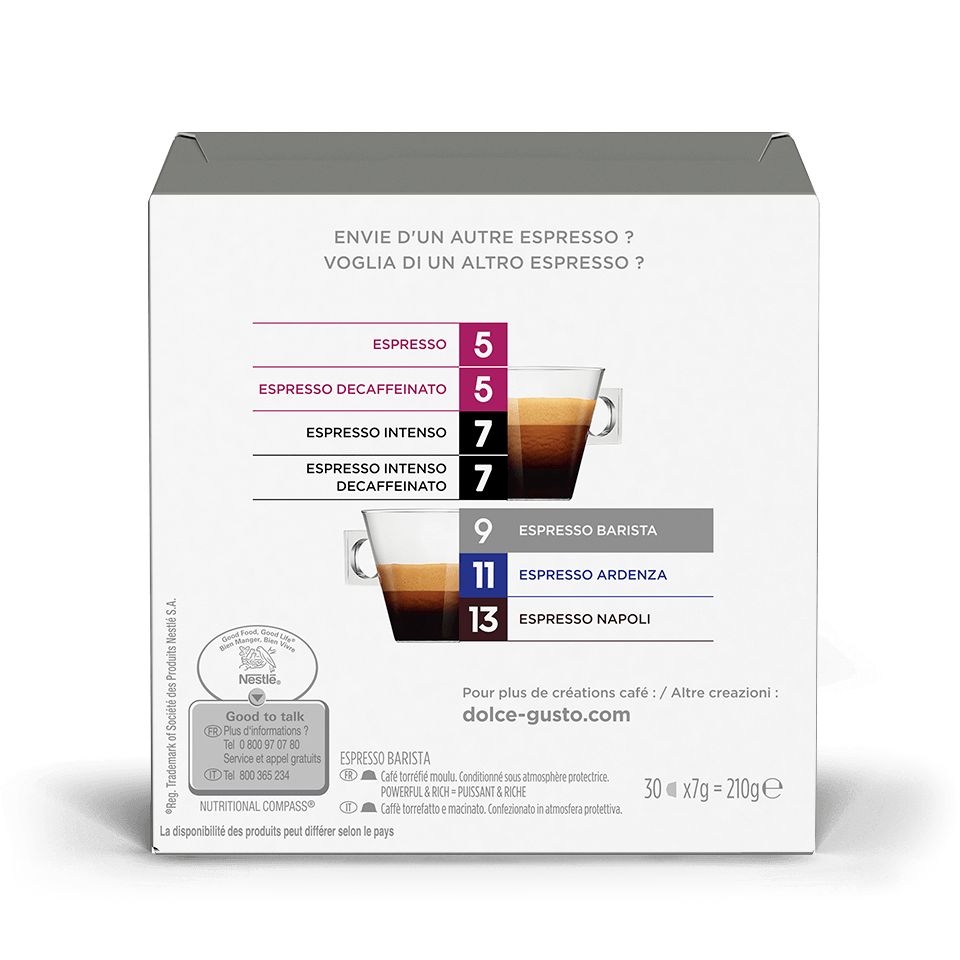 ENVIE D'UN AUTRE ESPRESSO ?
VOGLIA DI UN ALTRO ESPRESSO ?
ESPRESSO 5
ESPRESSO DECAFFEINATO 5
ESPRESSO INTENSO 7
ESPRESSO INTENSO
DECAFFEINATO 7
9 ESPRESSO BARISTA
11 ESPRESSO ARDENZA
13 ESPRESSO NAPOLI
Pour plus de créations café : / Altre creazioni :
dolce-gusto.com
®Reg. Trademark of Société des Produits Nestlé S.A.
Good Food, Good Life®
Bien Manger, Bien Vivre
Nestlé®
Good to talk
FR Plus d'informations ?
Tel 0 800 97 07 80
Service et appel gratuits
IT Tel 800 365 234
NUTRITIONAL COMPASS®
ESPRESSO BARISTA
FR Café torréfié moulu. Conditionné sous atmosphère protectrice.
POWERFUL & RICH = PUISSANT & RICHE
IT Caffè torrefatto e macinato. Confezionato in atmosfera protettiva.
30 x7g = 210g e
La disponibilité des produits peut différer selon le pays